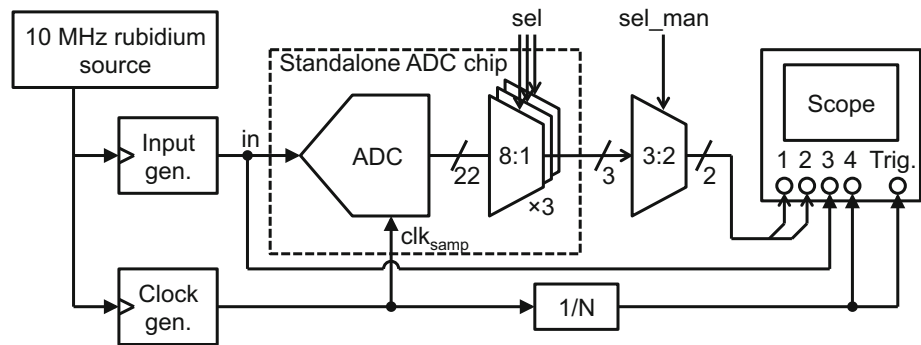 sel
sel_man
10 MHz rubidium
source
Standalone ADC chip
Scope
Input
gen.
in
ADC
22
8:1
×3
3
3:2
2
1 2 3 4 Trig.
clk_samp
Clock
gen.
1/N